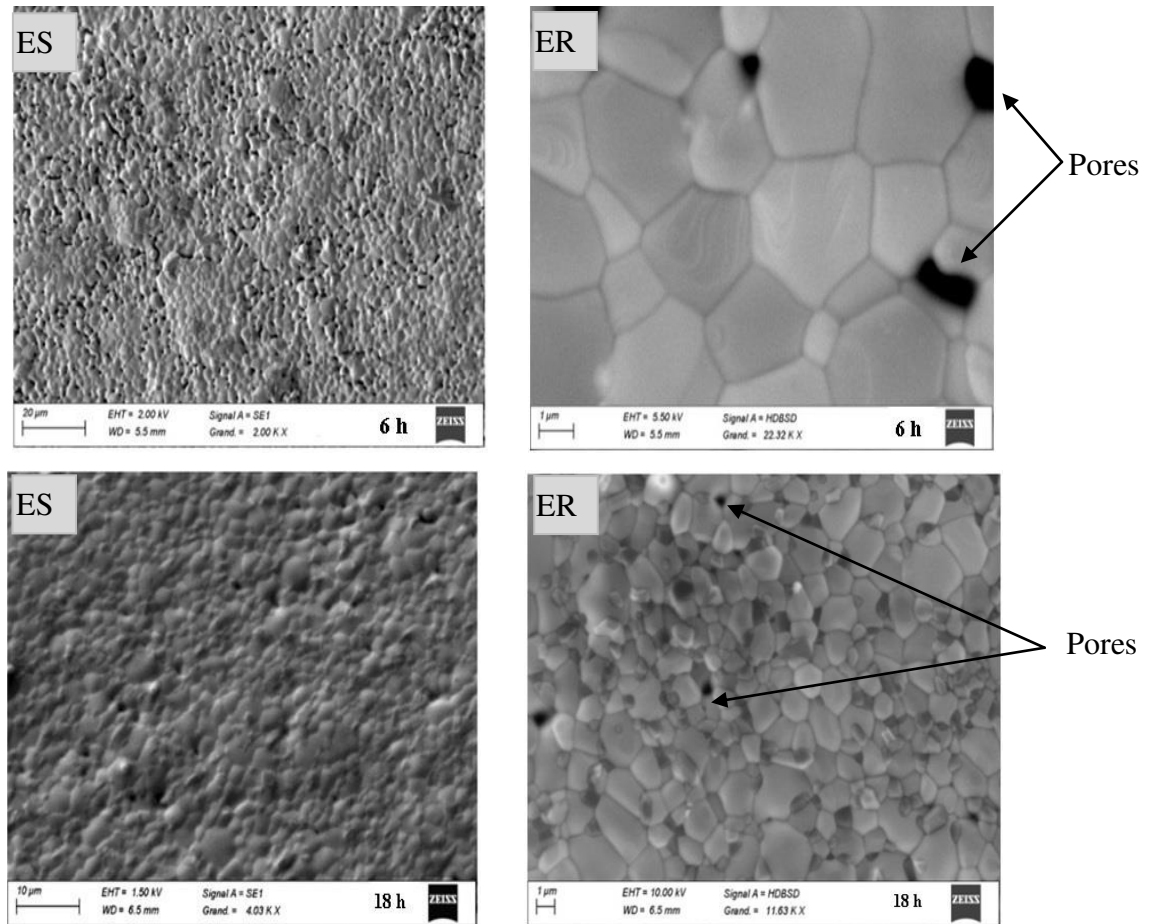 ES
ER
Pores
20 µm EHT = 2.00 kV Signal A = SE1 ZEISS
WD = 5.5 mm Grand. = 2.00 K X 6 h
1 µm EHT = 5.50 kV Signal A = HDBSD ZEISS
WD = 5.5 mm Grand. = 22.32 K X 6 h
ES
ER
Pores
10 µm EHT = 1.50 kV Signal A = SE1 ZEISS
WD = 6.5 mm Grand. = 4.03 K X 18 h
1 µm EHT = 10.00 kV Signal A = HDBSD ZEISS
WD = 6.5 mm Grand. = 11.63 K X 18 h